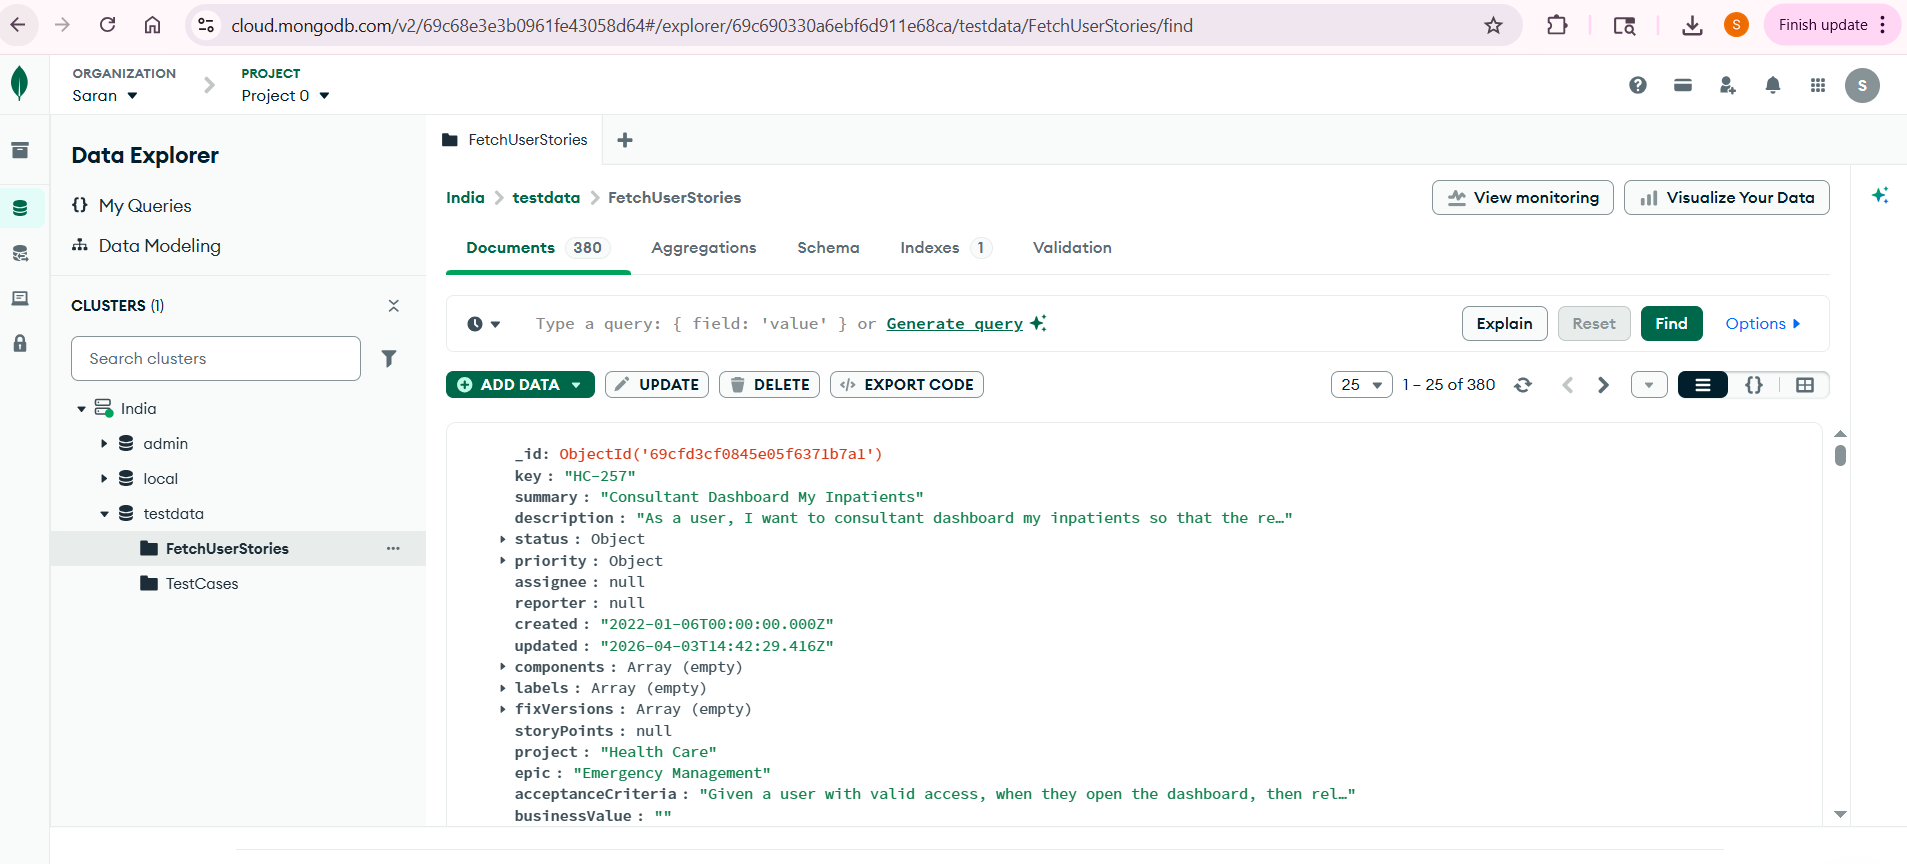 cloud.mongodb.com/v2/69c68e3e3b0961fe43058d64#/explorer/69c690330a6ebf6d911e68ca/testdata/FetchUserStories/find
S
Finish update
ORGANIZATION
Saran
PROJECT
Project 0
S
Data Explorer
My Queries
Data Modeling
CLUSTERS (1)
Search clusters
India
admin
local
testdata
FetchUserStories
TestCases
FetchUserStories
India > testdata > FetchUserStories
View monitoring
Visualize Your Data
Documents 380 Aggregations Schema Indexes 1 Validation
Type a query: { field: 'value' } or Generate query
Explain Reset Find Options
ADD DATA UPDATE DELETE EXPORT CODE
25 1 – 25 of 380 {}
_id: ObjectId('69cfd3cf0845e05f6371b7a1')
key : "HC-257"
summary : "Consultant Dashboard My Inpatients"
description : "As a user, I want to consultant dashboard my inpatients so that the re…"
status : Object
priority : Object
assignee : null
reporter : null
created : "2022-01-06T00:00:00.000Z"
updated : "2026-04-03T14:42:29.416Z"
components : Array (empty)
labels : Array (empty)
fixVersions : Array (empty)
storyPoints : null
project : "Health Care"
epic : "Emergency Management"
acceptanceCriteria : "Given a user with valid access, when they open the dashboard, then rel…"
businessValue : ""